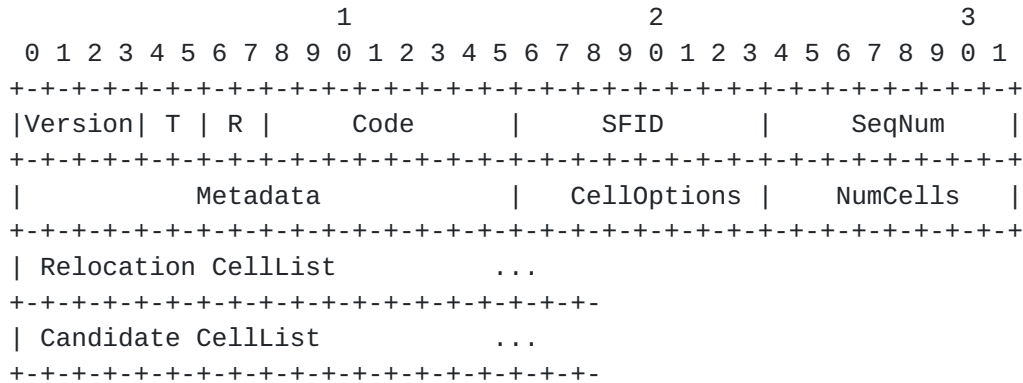 1                   2                   3
 0 1 2 3 4 5 6 7 8 9 0 1 2 3 4 5 6 7 8 9 0 1 2 3 4 5 6 7 8 9 0 1
+-+-+-+-+-+-+-+-+-+-+-+-+-+-+-+-+-+-+-+-+-+-+-+-+-+-+-+-+-+-+-+-+
|Version| T | R |     Code      |     SFID      |     SeqNum    |
+-+-+-+-+-+-+-+-+-+-+-+-+-+-+-+-+-+-+-+-+-+-+-+-+-+-+-+-+-+-+-+-+
|           Metadata            |   CellOptions |    NumCells   |
+-+-+-+-+-+-+-+-+-+-+-+-+-+-+-+-+-+-+-+-+-+-+-+-+-+-+-+-+-+-+-+-+
| Relocation CellList          ...
+-+-+-+-+-+-+-+-+-+-+-+-+-+-+-+-+-+-+-
| Candidate CellList           ...
+-+-+-+-+-+-+-+-+-+-+-+-+-+-+-+-+-+-+-